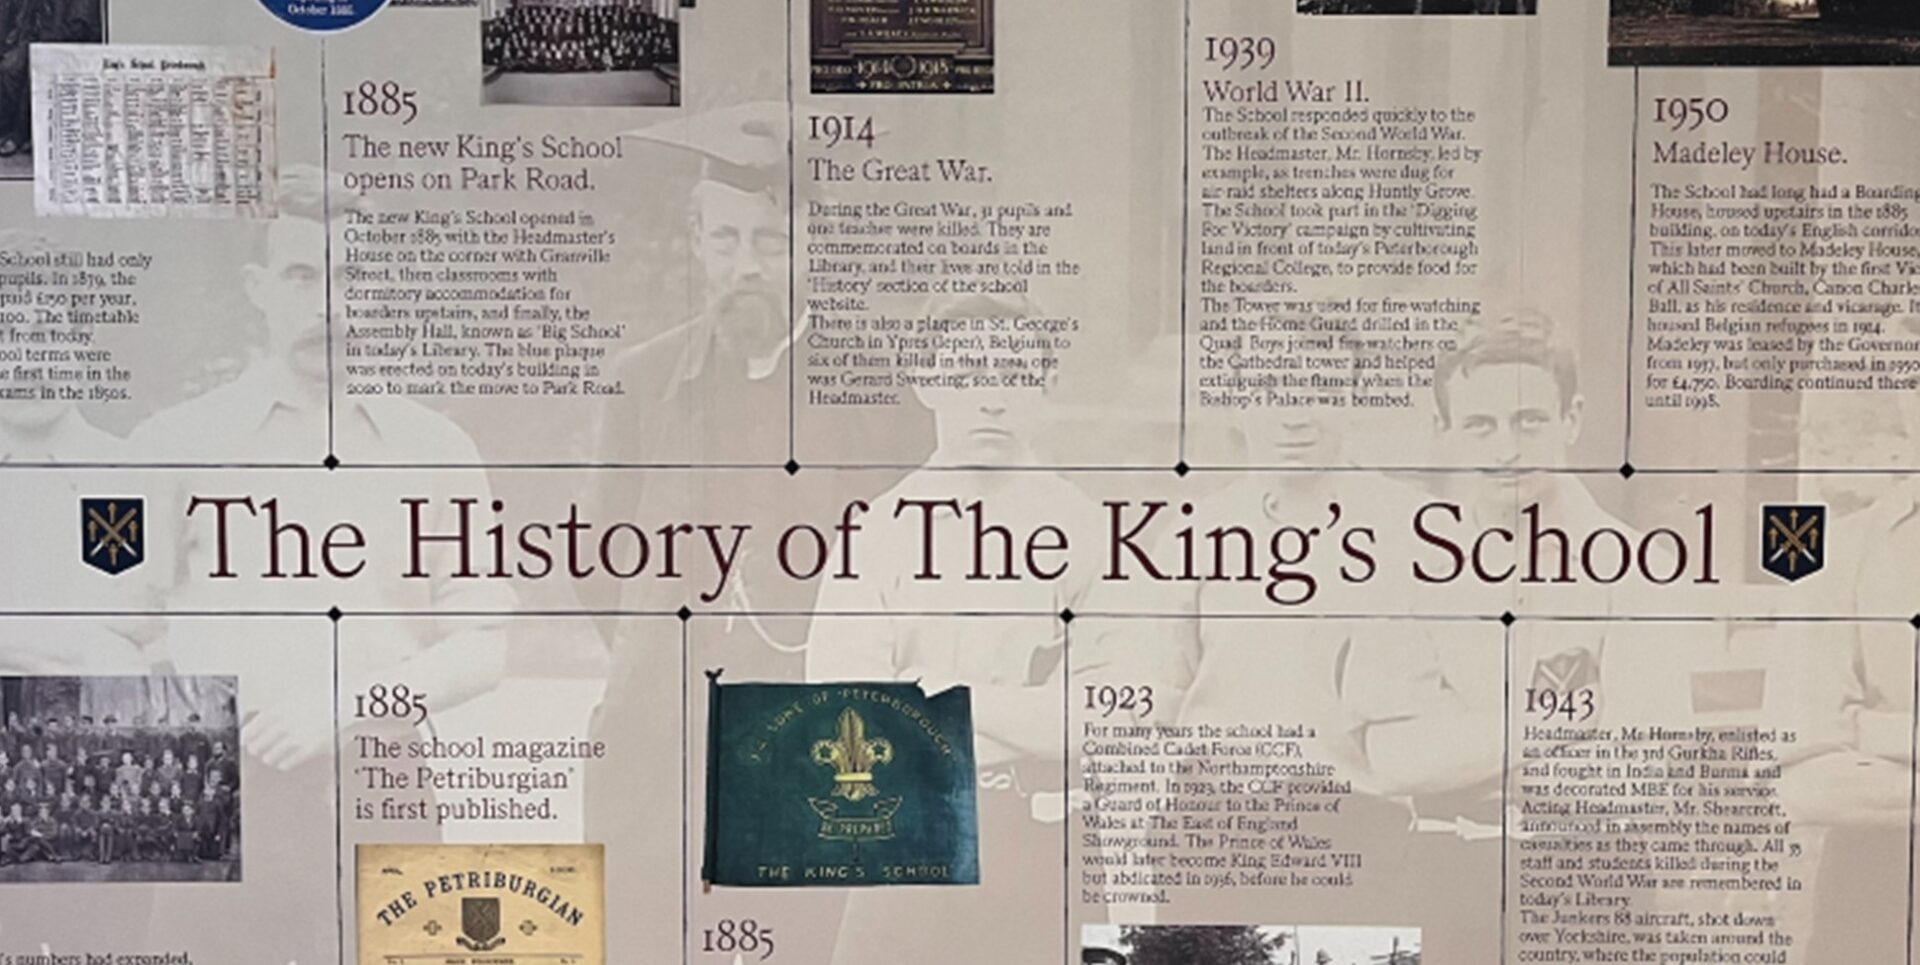 October 1885
King's School Peterborough
School still had only
pupils. In 1879, the
paid £150 per year,
100. The timetable
t from today.
ool terms were
e first time in the
xams in the 1850s.
1885
The new King's School
opens on Park Road.
The new King's School opened in
October 1885 with the Headmaster's
House on the corner with Granville
Street, then classrooms with
dormitory accommodation for
boarders upstairs, and finally, the
Assembly Hall, known as 'Big School'
in today's Library. The blue plaque
was erected on today's building in
2020 to mark the move to Park Road.
1914 1918
PRO PATRIA
1914
The Great War.
During the Great War, 31 pupils and
one teacher were killed. They are
commemorated on boards in the
Library, and their lives are told in the
'History' section of the school
website.
There is also a plaque in St. George's
Church in Ypres (Ieper), Belgium to
six of them killed in that area; one
was Gerard Sweeting, son of the
Headmaster.
1939
World War II.
The School responded quickly to the
outbreak of the Second World War.
The Headmaster, Mr. Hornsby, led by
example, as trenches were dug for
air-raid shelters along Huntly Grove.
The School took part in the 'Digging
For Victory' campaign by cultivating
land in front of today's Peterborough
Regional College, to provide food for
the boarders.
The Tower was used for fire-watching
and the Home Guard drilled in the
Quad. Boys joined fire-watchers on
the Cathedral tower and helped
extinguish the flames when the
Bishop's Palace was bombed.
1950
Madeley House.
The School had long had a Boarding
House, housed upstairs in the 1885
building, on today's English corrido
This later moved to Madeley House,
which had been built by the first Vic
of All Saints' Church, Canon Charle
Ball, as his residence and vicarage. It
housed Belgian refugees in 1914.
Madeley was leased by the Governor
from 1937, but only purchased in 1950
for £4,750. Boarding continued there
until 1998.
The History of The King's School
's numbers had expanded,
1885
The school magazine
'The Petriburgian'
is first published.
THE PETRIBURGIAN
OF PETERBOROUGH
BE PREPARED
THE KING'S SCHOOL
1885
1923
For many years the school had a
Combined Cadet Force (CCF),
attached to the Northamptonshire
Regiment. In 1923, the CCF provided
a Guard of Honour to the Prince of
Wales at The East of England
Showground. The Prince of Wales
would later become King Edward VIII
but abdicated in 1936, before he could
be crowned.
1943
Headmaster, Mr Hornsby, enlisted as
an officer in the 3rd Gurkha Rifles,
and fought in India and Burma and
was decorated MBE for his service.
Acting Headmaster, Mr. Shearcroft,
announced in assembly the names of
casualties as they came through. All 35
staff and students killed during the
Second World War are remembered in
today's Library.
The Junkers 88 aircraft, shot down
over Yorkshire, was taken around the
country, where the population could